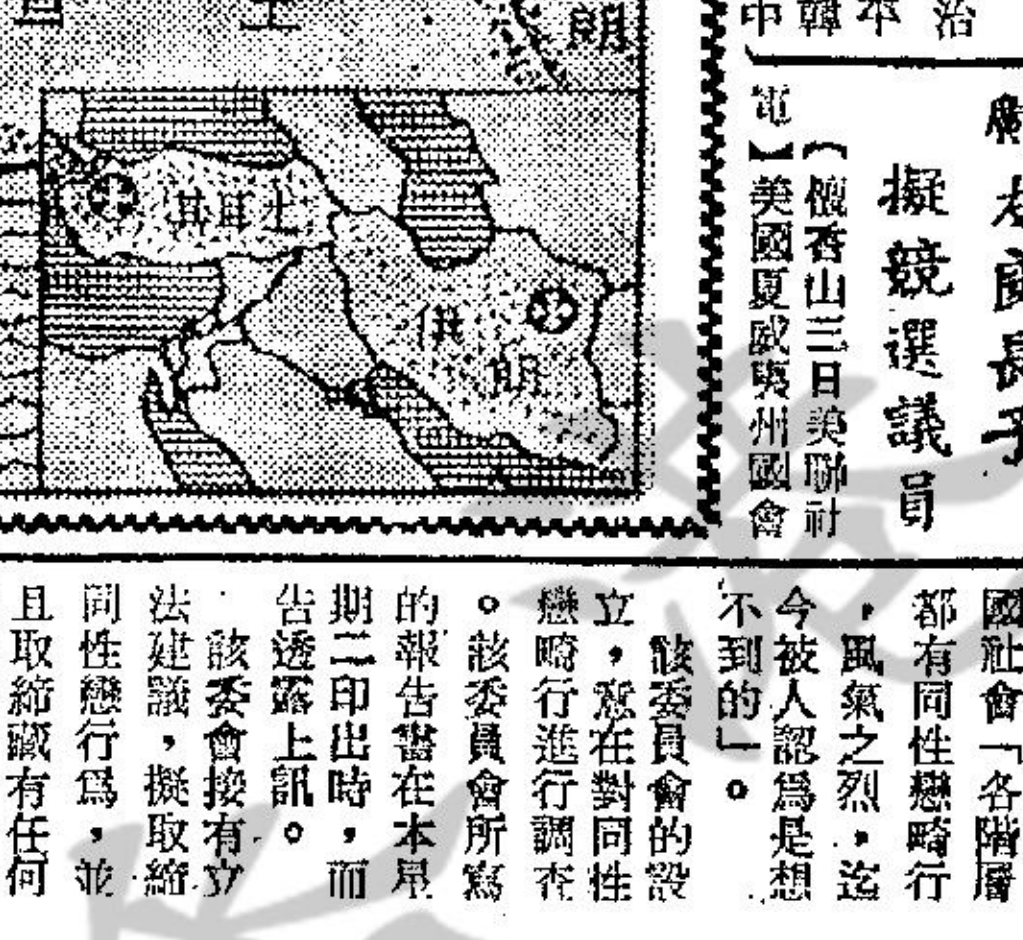 中韓本治
擬競選議員
〔檀香山三日美聯社
電】美國夏威夷州國會
朗
土耳其
伊朗
國社會「各階層
都有同性戀畸行
，風氣之烈，迄
今被人認爲是想
不到的」。
該委員會的設
立，意在對同性
戀畸行進行調查
。該委員會所寫
的報告書在本星
期二印出時，而
告透露上訊。
該委會接有立
法建議，擬取締
同性戀行爲，並
且取締藏有任何